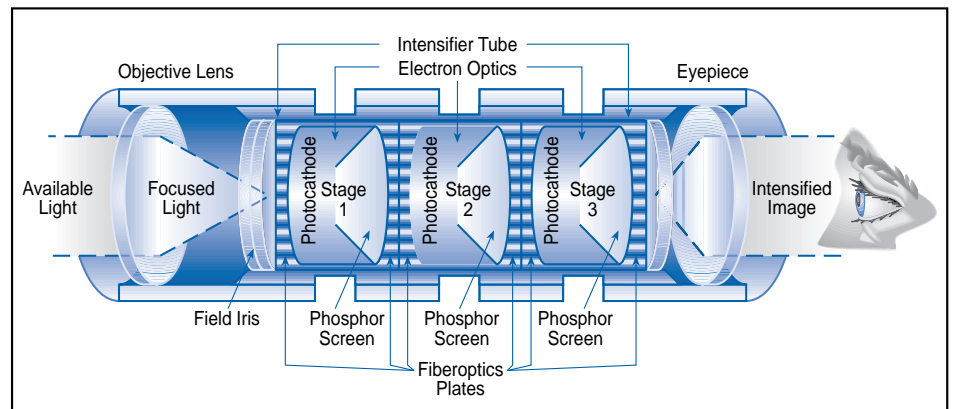 Intensifier Tube
Objective Lens
Electron Optics
Eyepiece
Available
Light
Focused
Light
Photocathode
Stage
1
Photocathode
Stage
2
Photocathode
Stage
3
Intensified
Image
Field Iris
Phosphor
Screen
Phosphor
Screen
Phosphor
Screen
Fiberoptics
Plates